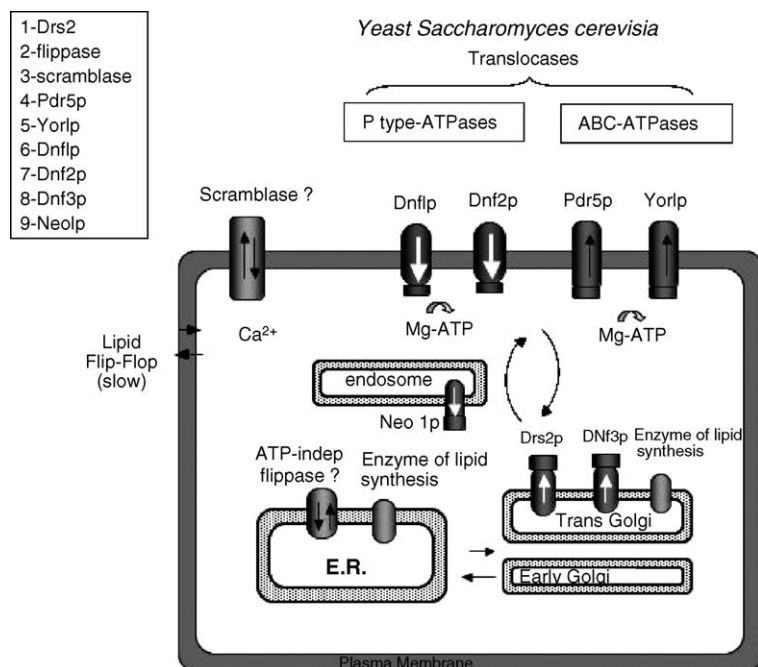 1-Drs2
2-flippase
3-scramblase
4-Pdr5p
5-Yorlp
6-Dnflp
7-Dnf2p
8-Dnf3p
9-Neolp
Yeast Saccharomyces cerevisia
Translocases
P type-ATPases
ABC-ATPases
Scramblase ?
Dnflp
Dnf2p
Pdr5p
Yorlp
Ca²⁺
Mg-ATP
Mg-ATP
Lipid
Flip-Flop
(slow)
endosome
Neo 1p
Drs2p
DNf3p
Enzyme of lipid
synthesis
ATP-indep
flippase ?
Enzyme of lipid
synthesis
Trans Golgi
E.R.
Early Golgi
Plasma Membrane